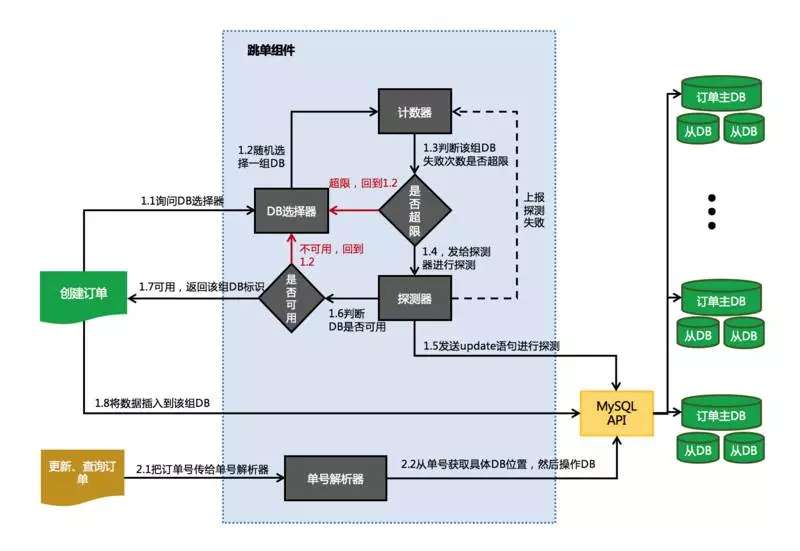 跳单组件
计数器
订单主DB
从DB
从DB
1.2随机选
择一组DB
1.3判断该组DB
失败次数是否超限
1.1询问DB选择器
DB选择器
超限，回到1.2
是否超限
上报
探测
失败
不可用，回到
1.2
1.4，发给探测
器进行探测
创建订单
1.7可用，返回该组DB标识
是否可用
探测器
1.6判断
DB是否可用
1.5发送update语句进行探测
订单主DB
从DB
从DB
1.8将数据插入到该组DB
MySQL
API
订单主DB
从DB
从DB
更新、查询订
单
2.1把订单号传给单号解析器
单号解析器
2.2从单号获取具体DB位置，然后操作DB